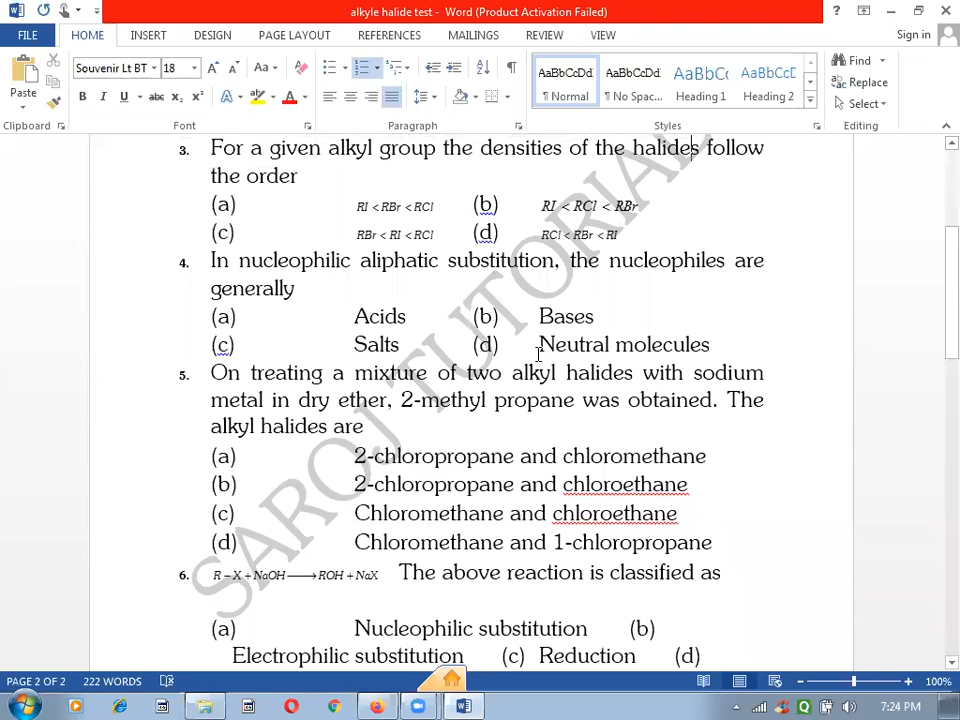 alkyle halide test - Word (Product Activation Failed)
FILE HOME INSERT DESIGN PAGE LAYOUT REFERENCES MAILINGS REVIEW VIEW Sign in
Souvenir Lt BT 18 Aa Find
Paste B I U abc X₂ X² A A AaBbCcDd AaBbCcDd AaBbCc AaBbCcDd Replace
¶ Normal ¶ No Spac... Heading 1 Heading 2 Select
Clipboard Font Paragraph Styles Editing
3. For a given alkyl group the densities of the halides follow
the order
(a) RI < RBr < RCl (b) RI < RCl < RBr
(c) RBr < RI < RCl (d) RCl < RBr < RI
4. In nucleophilic aliphatic substitution, the nucleophiles are
generally
(a) Acids (b) Bases
(c) Salts (d) Neutral molecules
5. On treating a mixture of two alkyl halides with sodium
metal in dry ether, 2-methyl propane was obtained. The
alkyl halides are
(a) 2-chloropropane and chloromethane
(b) 2-chloropropane and chloroethane
(c) Chloromethane and chloroethane
(d) Chloromethane and 1-chloropropane
6. R – X + NaOH ⟶ ROH + NaX The above reaction is classified as
(a) Nucleophilic substitution (b)
Electrophilic substitution (c) Reduction (d)
SAROJ TUTORIAL
PAGE 2 OF 2 222 WORDS 100%
7:24 PM